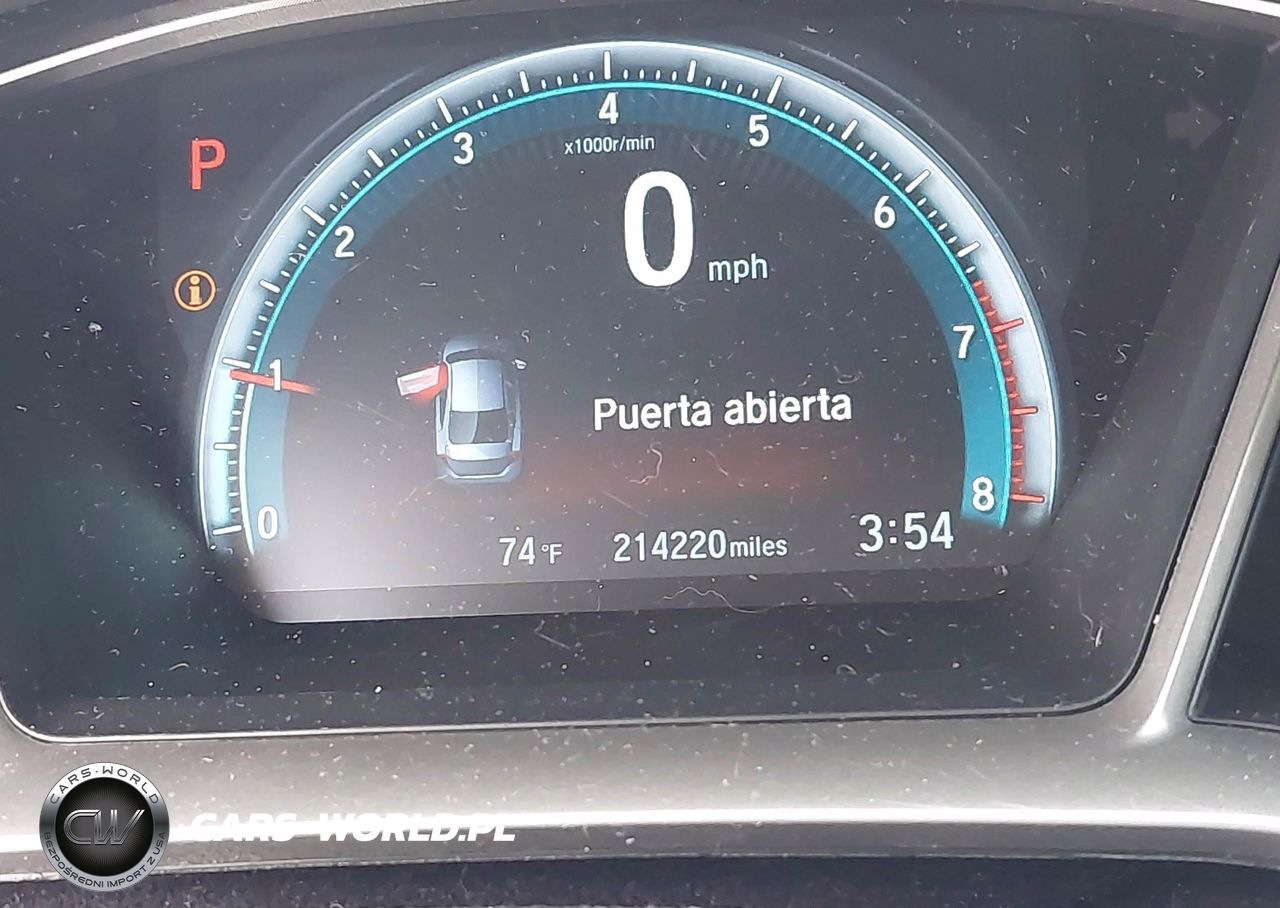 P
i
0
1
2
3
4
5
6
7
8
x1000r/min
0 mph
Puerta abierta
74°F 214220 miles 3:54
CARS-WORLD
CW
BEZPOŚREDNI IMPORT Z USA
CARS-WORLD.PL